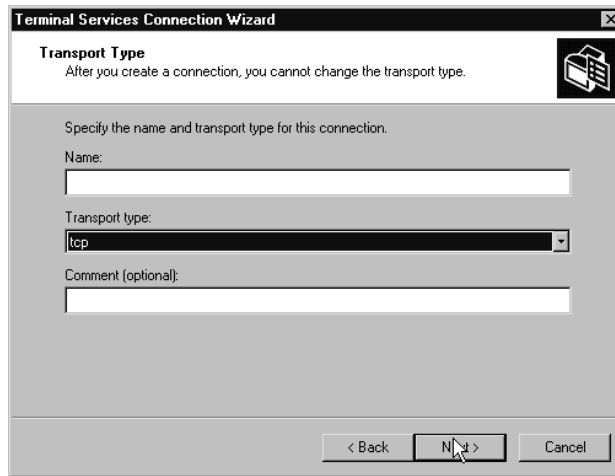 Terminal Services Connection Wizard
Transport Type
After you create a connection, you cannot change the transport type.
Specify the name and transport type for this connection.
Name:
Transport type:
tcp
Comment (optional):
< Back
Next >
Cancel